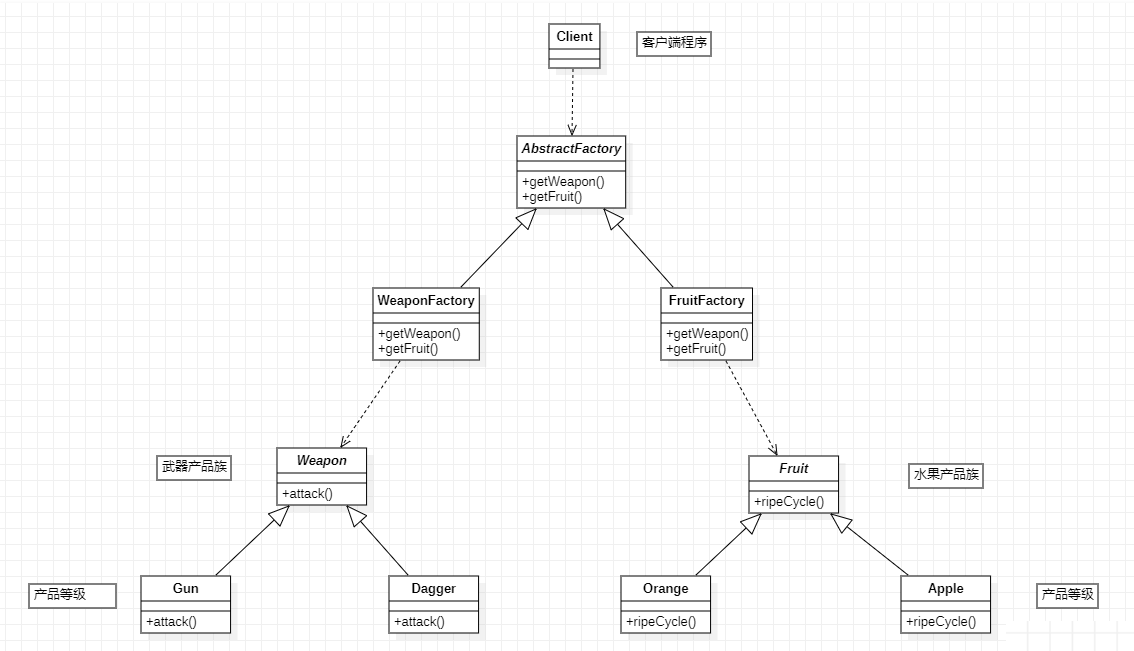 Client
客户端程序
AbstractFactory
+getWeapon()
+getFruit()
WeaponFactory
+getWeapon()
+getFruit()
FruitFactory
+getWeapon()
+getFruit()
武器产品族
Weapon
+attack()
Fruit
+ripeCycle()
水果产品族
产品等级
Gun
+attack()
Dagger
+attack()
Orange
+ripeCycle()
Apple
+ripeCycle()
产品等级